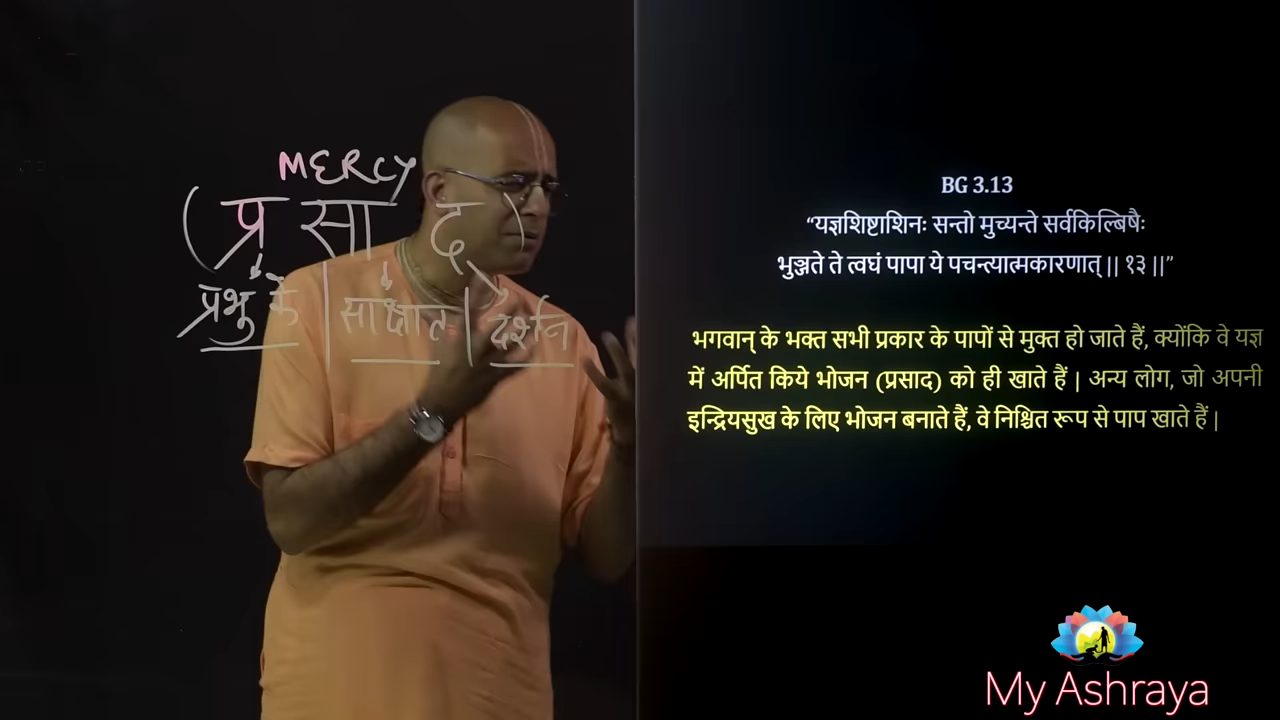 MERCY
(प्र सा द)
प्रभु के | साक्षात | दर्शन
BG 3.13
“यज्ञशिष्टाशिनः सन्तो मुच्यन्ते सर्वकिल्बिषैः
भुञ्जते ते त्वघं पापा ये पचन्त्यात्मकारणात् || १३ ||”
भगवान् के भक्त सभी प्रकार के पापों से मुक्त हो जाते हैं, क्योंकि वे यज्ञ
में अर्पित किये भोजन (प्रसाद) को ही खाते हैं | अन्य लोग, जो अपनी
इन्द्रियसुख के लिए भोजन बनाते हैं, वे निश्चित रूप से पाप खाते हैं |
My Ashraya